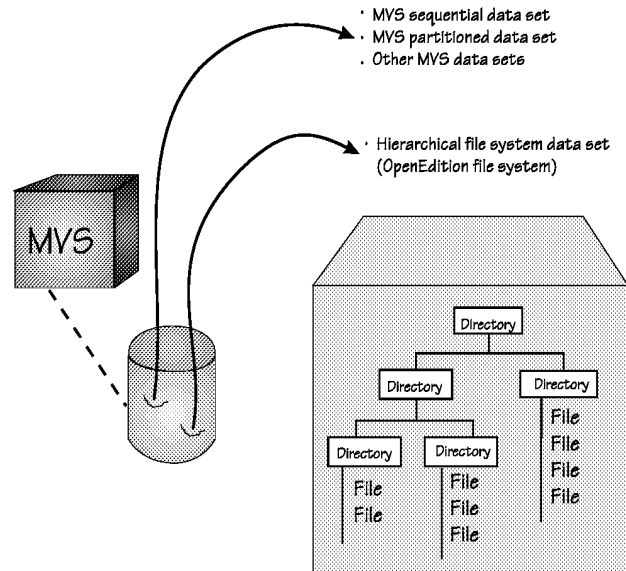 · MVS sequential data set
· MVS partitioned data set
· Other MVS data sets
· Hierarchical file system data set
(OpenEdition file system)
MVS
Directory
Directory
Directory
File
File
File
File
Directory
Directory
File
File
File
File
File